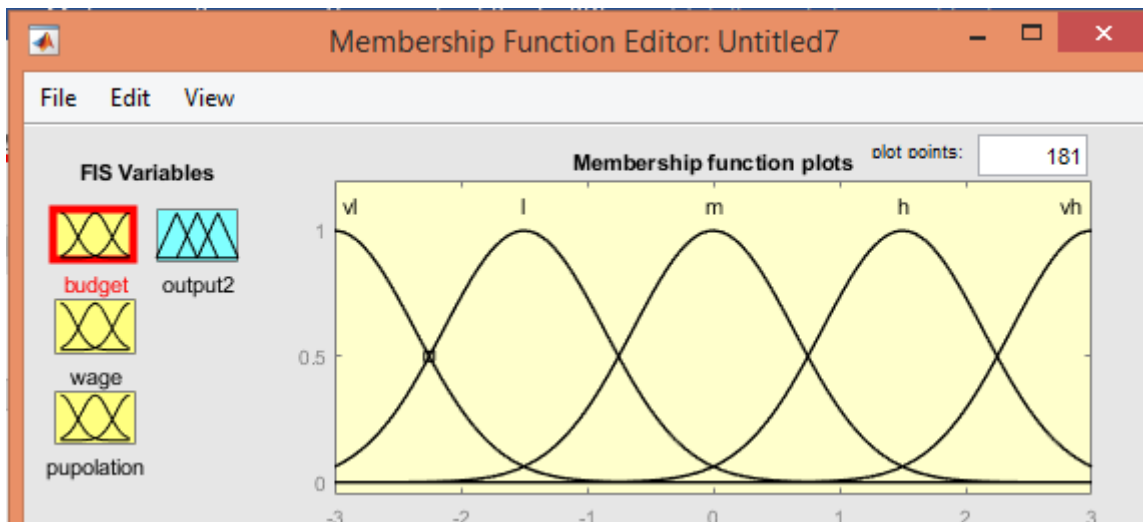 Membership Function Editor: Untitled7
File Edit View
FIS Variables
Membership function plots
plot points:
181
budget
output2
wage
pupolation
vl
l
m
h
vh
1
0.5
0
-3
-2
-1
0
1
2
3